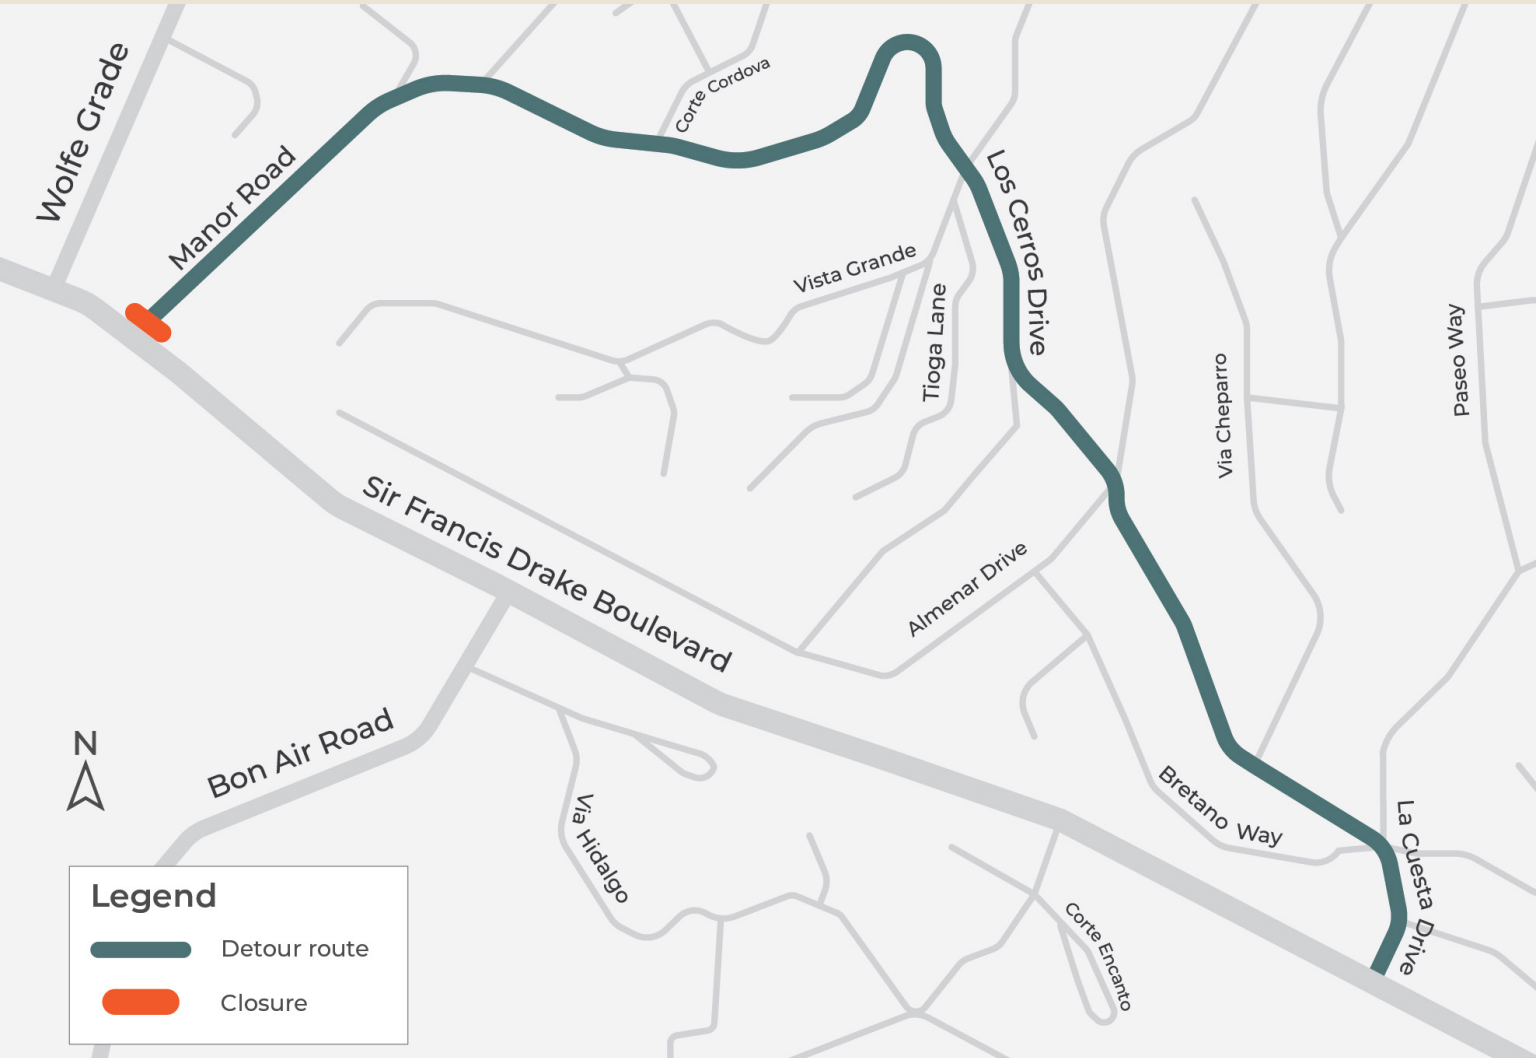 Wolfe Grade
Manor Road
Corte Cordova
Los Cerros Drive
Vista Grande
Tioga Lane
Via Cheparro
Paseo Way
Sir Francis Drake Boulevard
Almenar Drive
Bon Air Road
N
Via Hidalgo
Bretano Way
La Cuesta Drive
Corte Encanto
Legend
Detour route
Closure